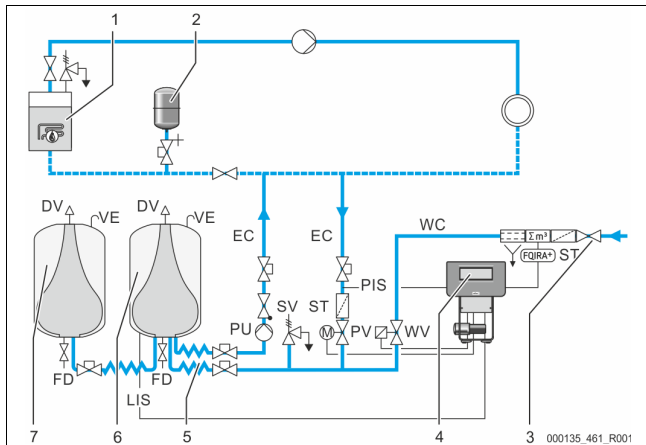 1
2
DV
VE
DV
VE
EC
EC
WC
Σm³
FQIRA+
ST
PIS
SV
ST
PU
M
PV
WV
FD
FD
LIS
7
6
5
4
3
000135_461_R001